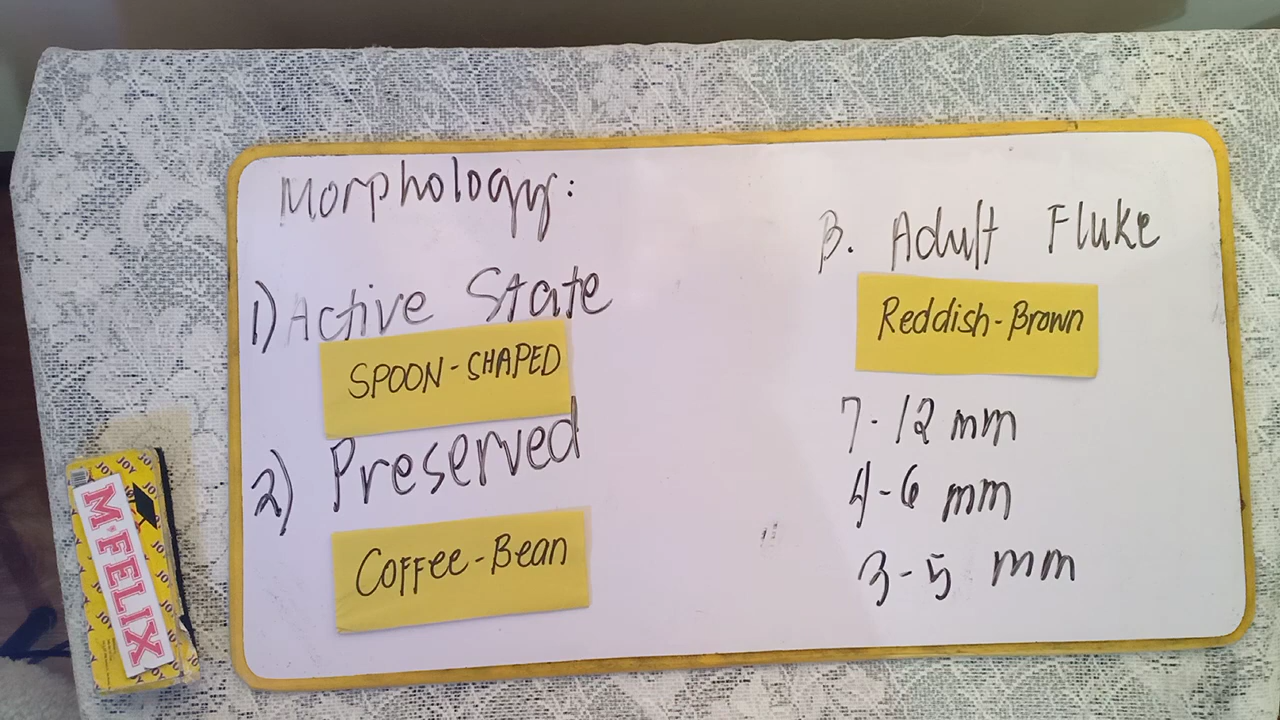 Morphology:
1) Active State
SPOON-SHAPED
2) Preserved
Coffee-Bean
B. Adult Fluke
Reddish-Brown
7-12 mm
4-6 mm
3-5 mm
M'FELIX
JOY